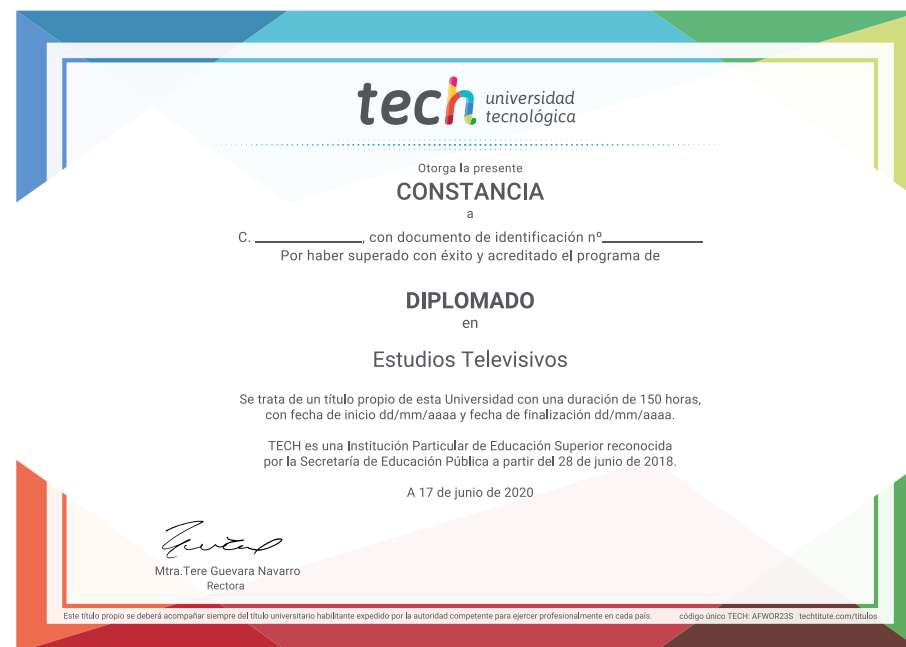 tech universidad
tecnológica
Otorga la presente
CONSTANCIA
a
C. ____________, con documento de identificación nº____________
Por haber superado con éxito y acreditado el programa de
DIPLOMADO
en
Estudios Televisivos
Se trata de un título propio de esta Universidad con una duración de 150 horas,
con fecha de inicio dd/mm/aaaa y fecha de finalización dd/mm/aaaa.
TECH es una Institución Particular de Educación Superior reconocida
por la Secretaría de Educación Pública a partir del 28 de junio de 2018.
A 17 de junio de 2020
Mtra.Tere Guevara Navarro
Rectora
Este título propio se deberá acompañar siempre del título universitario habilitante expedido por la autoridad competente para ejercer profesionalmente en cada país. código único TECH: AFWOR23S techtitute.com/titulos